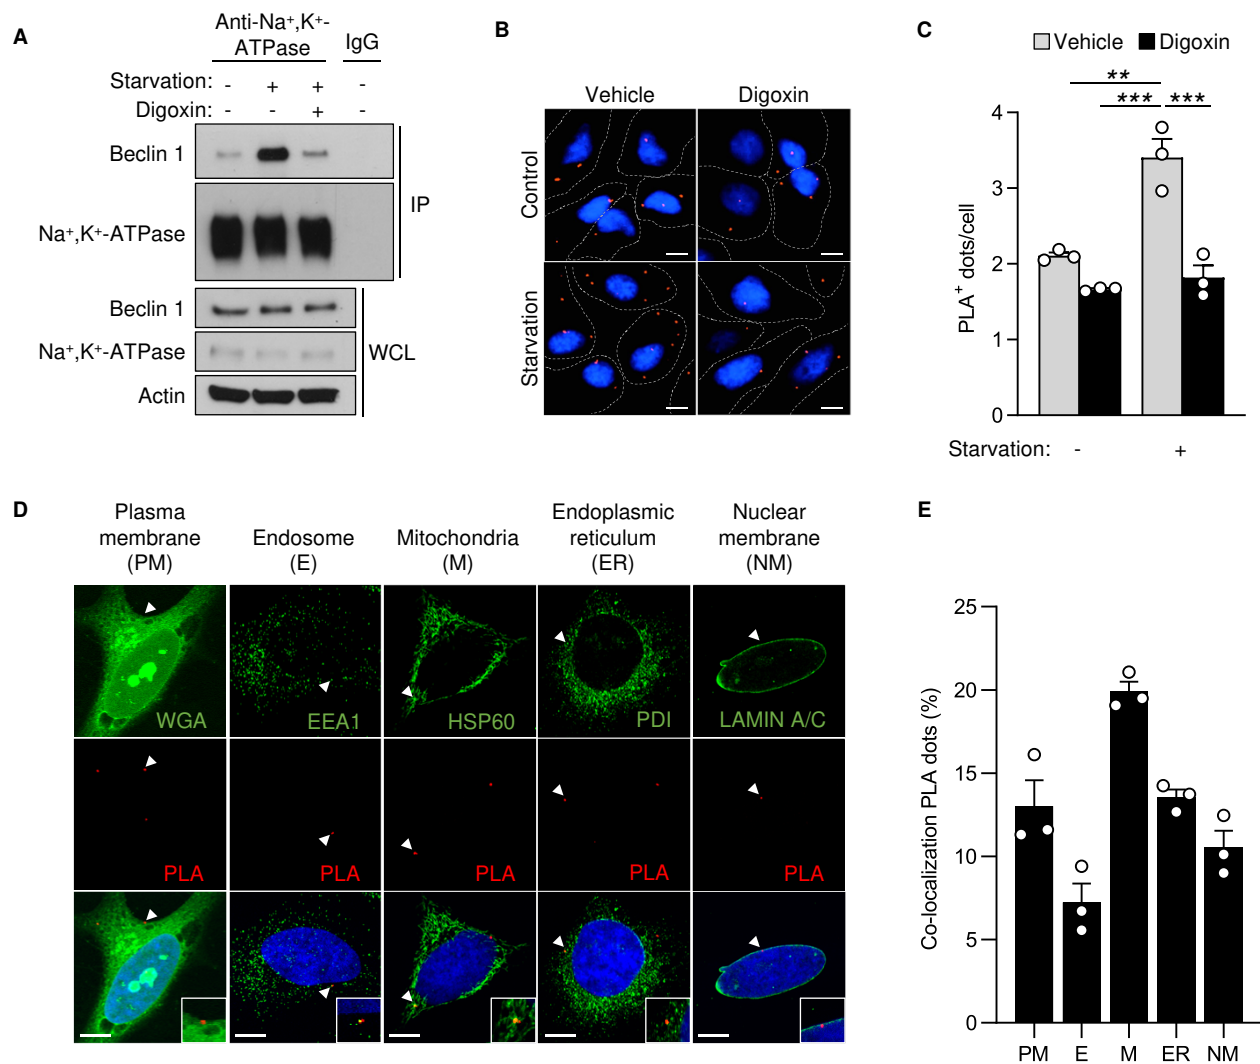 A
Anti-Na⁺,K⁺-
ATPase
IgG
Starvation: - + + -
Digoxin: - - + -
Beclin 1
Na⁺,K⁺-ATPase
IP
Beclin 1
Na⁺,K⁺-ATPase
Actin
WCL
B
Vehicle Digoxin
Control
Starvation
C
Vehicle Digoxin
**
*** ***
PLA⁺ dots/cell
4
3
2
1
0
Starvation: - +
D
Plasma
membrane
(PM)
Endosome
(E)
Mitochondria
(M)
Endoplasmic
reticulum
(ER)
Nuclear
membrane
(NM)
WGA EEA1 HSP60 PDI LAMIN A/C
PLA PLA PLA PLA PLA
E
Co-localization PLA dots (%)
25
20
15
10
5
0
PM E M ER NM